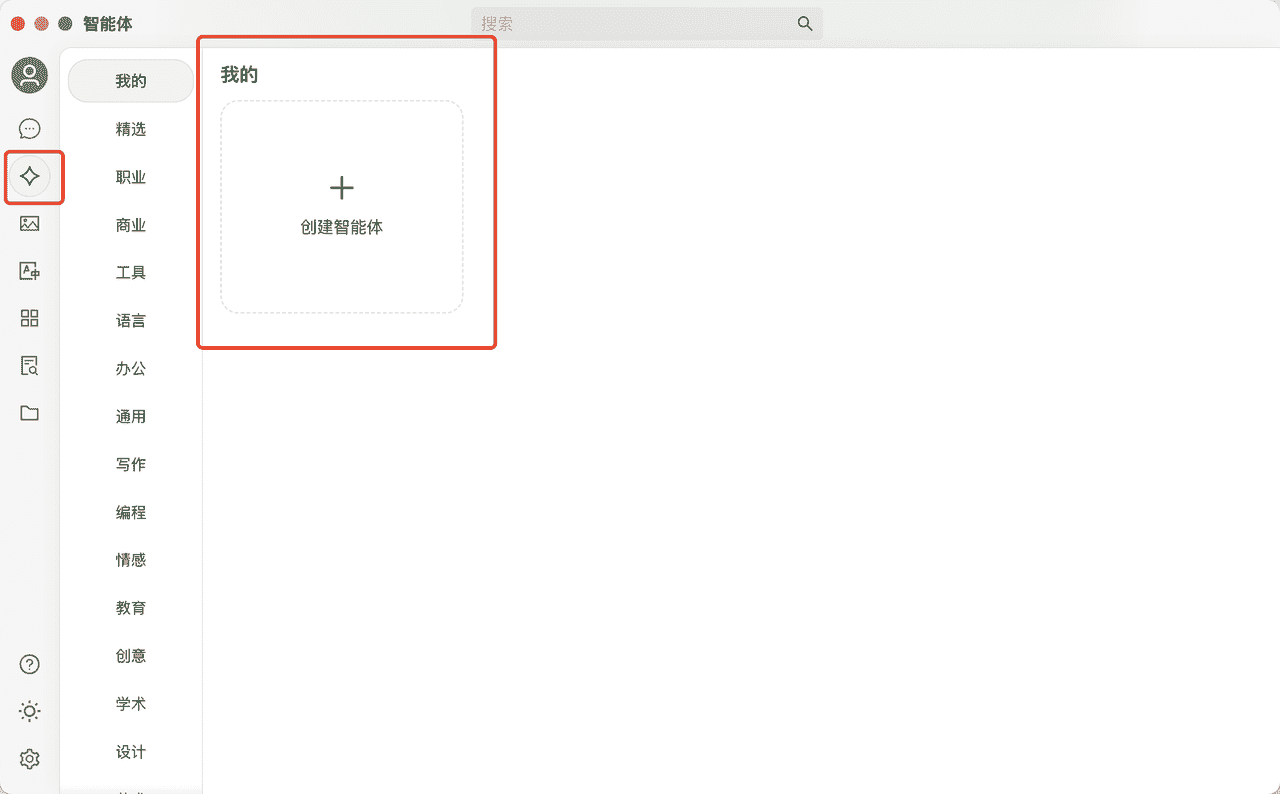 智能体
搜索
我的
精选
职业
商业
工具
语言
办公
通用
写作
编程
情感
教育
创意
学术
设计
我的
创建智能体